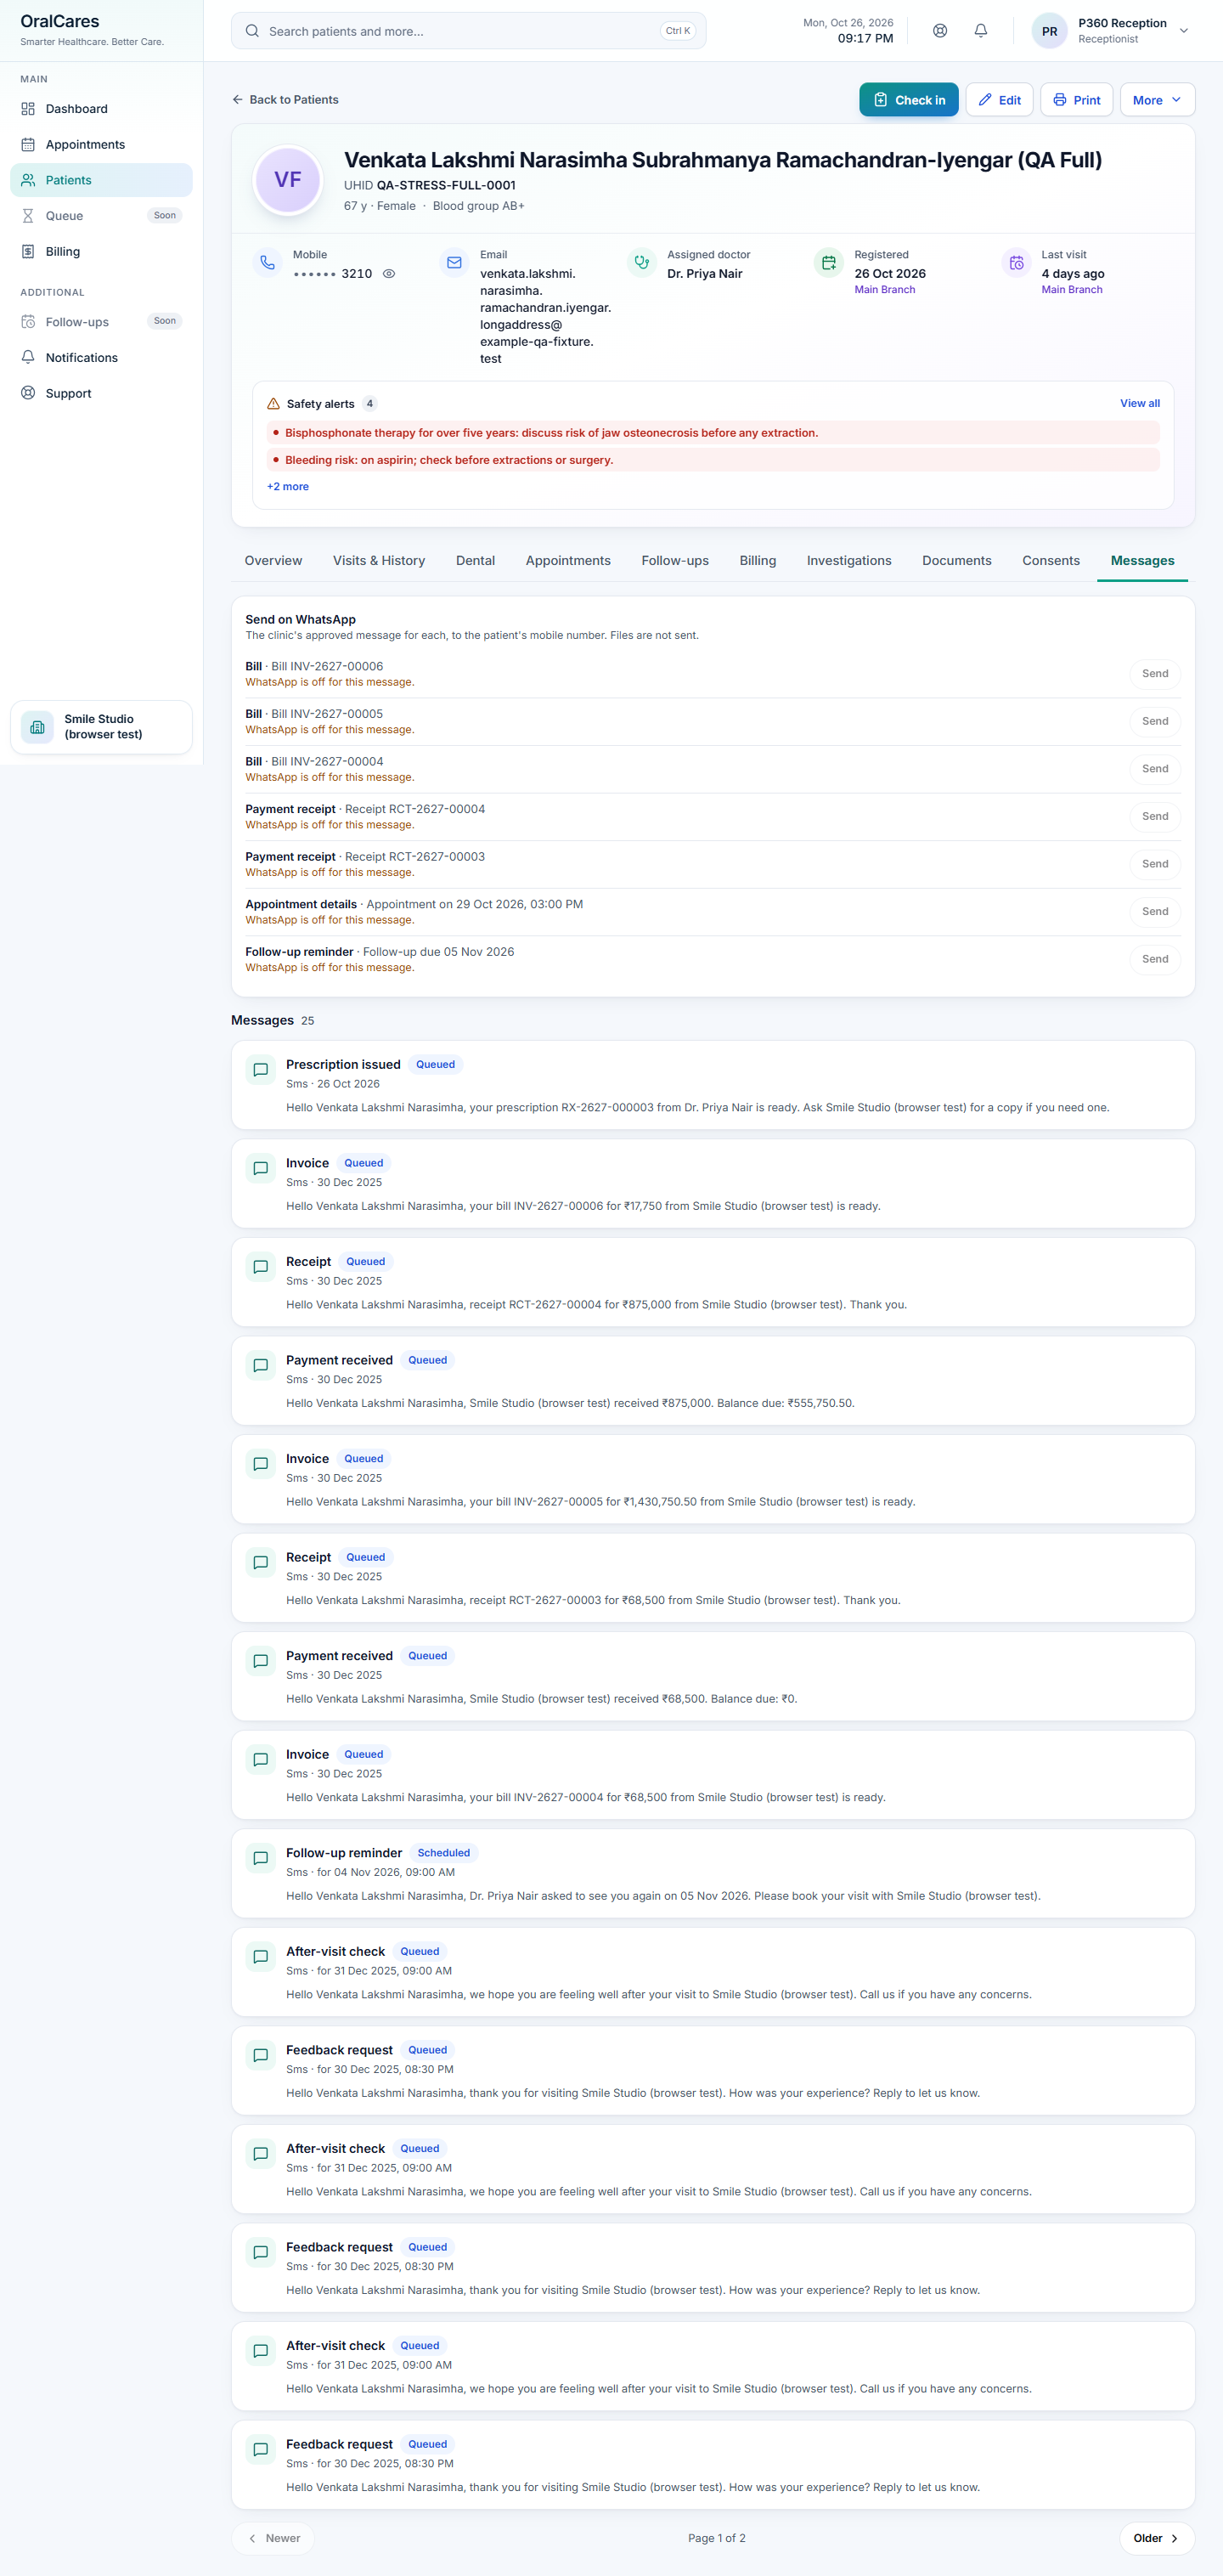 OralCares
Smarter Healthcare. Better Care.
Search patients and more...
Ctrl K
Mon, Oct 26, 2026
09:17 PM
PR
P360 Reception
Receptionist
MAIN
Dashboard
Appointments
Patients
Queue
Soon
Billing
ADDITIONAL
Follow-ups
Soon
Notifications
Support
Smile Studio
(browser test)
Back to Patients
Check in
Edit
Print
More
VF
Venkata Lakshmi Narasimha Subrahmanya Ramachandran-Iyengar (QA Full)
UHID QA-STRESS-FULL-0001
67 y · Female · Blood group AB+
Mobile
•••••• 3210
Email
venkata.lakshmi.
narasimha.
ramachandran.iyengar.
longaddress@
example-qa-fixture.
test
Assigned doctor
Dr. Priya Nair
Registered
26 Oct 2026
Main Branch
Last visit
4 days ago
Main Branch
Safety alerts 4
View all
Bisphosphonate therapy for over five years: discuss risk of jaw osteonecrosis before any extraction.
Bleeding risk: on aspirin; check before extractions or surgery.
+2 more
Overview
Visits & History
Dental
Appointments
Follow-ups
Billing
Investigations
Documents
Consents
Messages
Send on WhatsApp
The clinic's approved message for each, to the patient's mobile number. Files are not sent.
Bill · Bill INV-2627-00006
WhatsApp is off for this message.
Send
Bill · Bill INV-2627-00005
WhatsApp is off for this message.
Send
Bill · Bill INV-2627-00004
WhatsApp is off for this message.
Send
Payment receipt · Receipt RCT-2627-00004
WhatsApp is off for this message.
Send
Payment receipt · Receipt RCT-2627-00003
WhatsApp is off for this message.
Send
Appointment details · Appointment on 29 Oct 2026, 03:00 PM
WhatsApp is off for this message.
Send
Follow-up reminder · Follow-up due 05 Nov 2026
WhatsApp is off for this message.
Send
Messages 25
Prescription issued Queued
Sms · 26 Oct 2026
Hello Venkata Lakshmi Narasimha, your prescription RX-2627-000003 from Dr. Priya Nair is ready. Ask Smile Studio (browser test) for a copy if you need one.
Invoice Queued
Sms · 30 Dec 2025
Hello Venkata Lakshmi Narasimha, your bill INV-2627-00006 for ₹17,750 from Smile Studio (browser test) is ready.
Receipt Queued
Sms · 30 Dec 2025
Hello Venkata Lakshmi Narasimha, receipt RCT-2627-00004 for ₹875,000 from Smile Studio (browser test). Thank you.
Payment received Queued
Sms · 30 Dec 2025
Hello Venkata Lakshmi Narasimha, Smile Studio (browser test) received ₹875,000. Balance due: ₹555,750.50.
Invoice Queued
Sms · 30 Dec 2025
Hello Venkata Lakshmi Narasimha, your bill INV-2627-00005 for ₹1,430,750.50 from Smile Studio (browser test) is ready.
Receipt Queued
Sms · 30 Dec 2025
Hello Venkata Lakshmi Narasimha, receipt RCT-2627-00003 for ₹68,500 from Smile Studio (browser test). Thank you.
Payment received Queued
Sms · 30 Dec 2025
Hello Venkata Lakshmi Narasimha, Smile Studio (browser test) received ₹68,500. Balance due: ₹0.
Invoice Queued
Sms · 30 Dec 2025
Hello Venkata Lakshmi Narasimha, your bill INV-2627-00004 for ₹68,500 from Smile Studio (browser test) is ready.
Follow-up reminder Scheduled
Sms · for 04 Nov 2026, 09:00 AM
Hello Venkata Lakshmi Narasimha, Dr. Priya Nair asked to see you again on 05 Nov 2026. Please book your visit with Smile Studio (browser test).
After-visit check Queued
Sms · for 31 Dec 2025, 09:00 AM
Hello Venkata Lakshmi Narasimha, we hope you are feeling well after your visit to Smile Studio (browser test). Call us if you have any concerns.
Feedback request Queued
Sms · for 30 Dec 2025, 08:30 PM
Hello Venkata Lakshmi Narasimha, thank you for visiting Smile Studio (browser test). How was your experience? Reply to let us know.
After-visit check Queued
Sms · for 31 Dec 2025, 09:00 AM
Hello Venkata Lakshmi Narasimha, we hope you are feeling well after your visit to Smile Studio (browser test). Call us if you have any concerns.
Feedback request Queued
Sms · for 30 Dec 2025, 08:30 PM
Hello Venkata Lakshmi Narasimha, thank you for visiting Smile Studio (browser test). How was your experience? Reply to let us know.
After-visit check Queued
Sms · for 31 Dec 2025, 09:00 AM
Hello Venkata Lakshmi Narasimha, we hope you are feeling well after your visit to Smile Studio (browser test). Call us if you have any concerns.
Feedback request Queued
Sms · for 30 Dec 2025, 08:30 PM
Hello Venkata Lakshmi Narasimha, thank you for visiting Smile Studio (browser test). How was your experience? Reply to let us know.
Newer
Page 1 of 2
Older